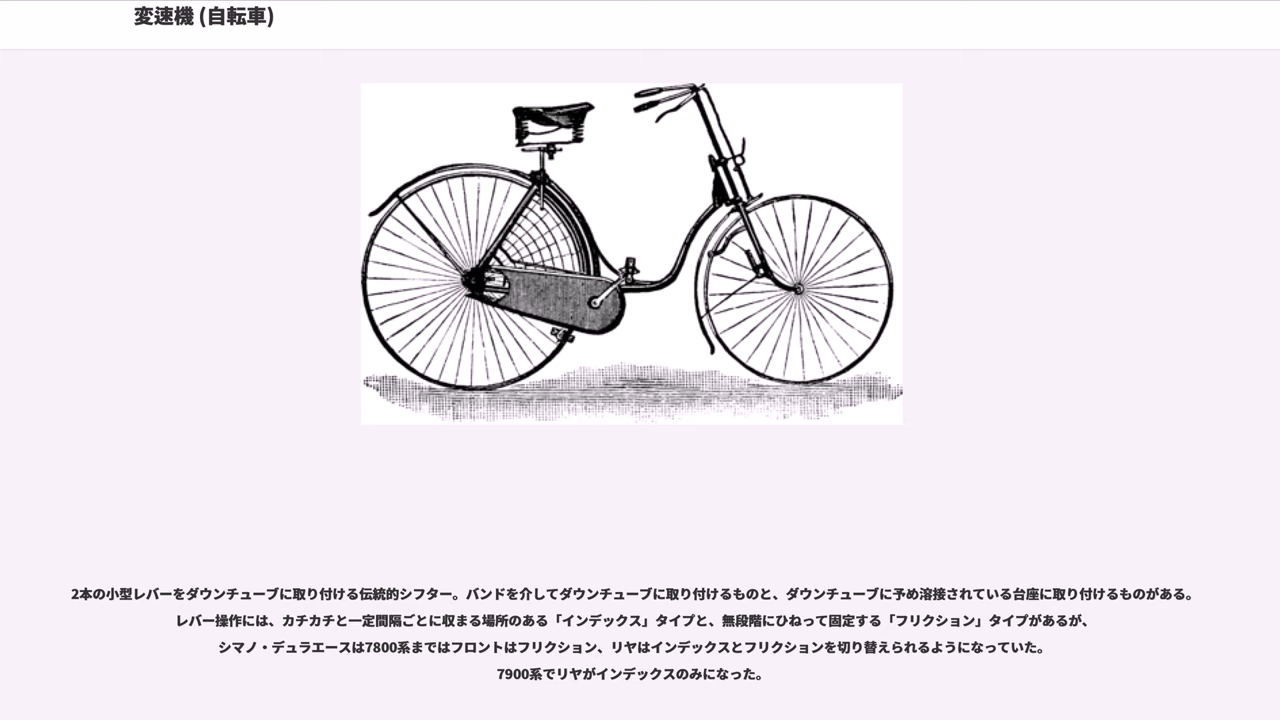 変速機 (自転車)
2本の小型レバーをダウンチューブに取り付ける伝統的シフター。バンドを介してダウンチューブに取り付けるものと、ダウンチューブに予め溶接されている台座に取り付けるものがある。
レバー操作には、カチカチと一定間隔ごとに収まる場所のある「インデックス」タイプと、無段階にひねって固定する「フリクション」タイプがあるが、
シマノ・デュラエースは7800系まではフロントはフリクション、リヤはインデックスとフリクションを切り替えられるようになっていた。
7900系でリヤがインデックスのみになった。